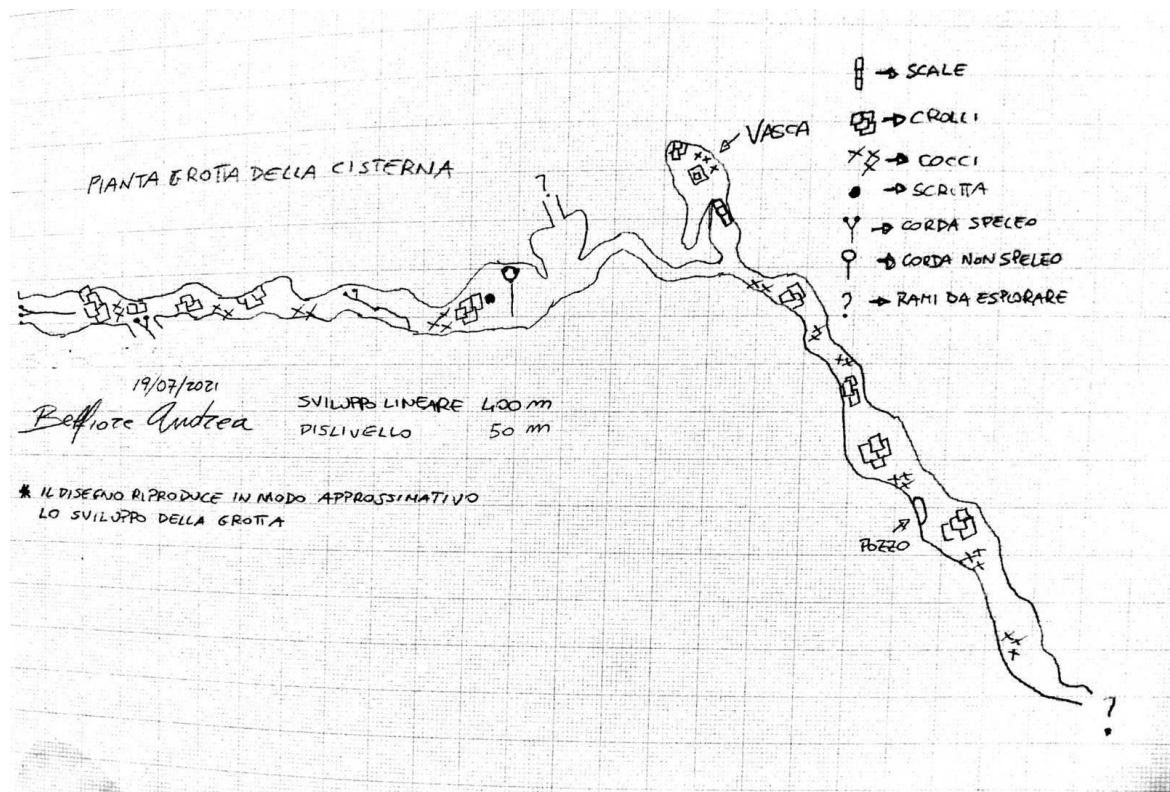 PIANTA GROTTA DELLA CISTERNA
?
VASCA
→ SCALE
→ CROLLI
→ COCCI
→ SCRITTA
→ CORDA SPELEO
→ CORDA NON SPELEO
? → RAMI DA ESPLORARE
19/07/2021
Belfiore Andrea
SVILUPPO LINEARE 400 m
DISLIVELLO 50 m
* IL DISEGNO RIPRODUCE IN MODO APPROSSIMATIVO
LO SVILUPPO DELLA GROTTA
POZZO
?